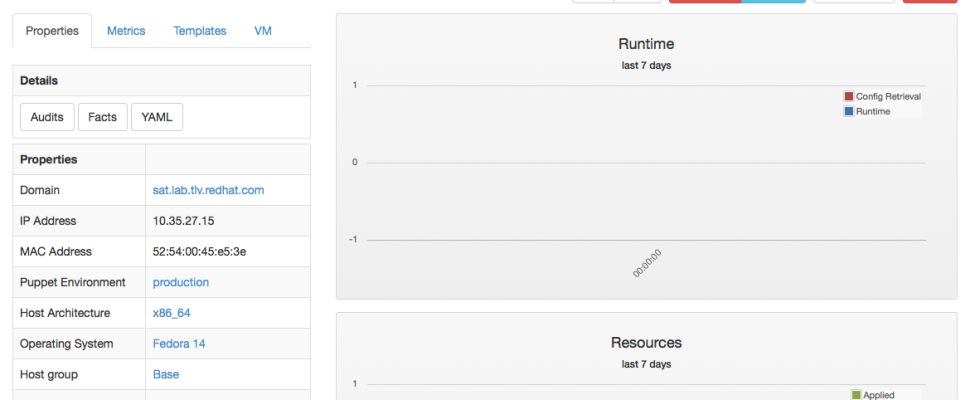 Properties Metrics Templates VM
Details
Audits Facts YAML
Properties
Domain sat.lab.tlv.redhat.com
IP Address 10.35.27.15
MAC Address 52:54:00:45:e5:3e
Puppet Environment production
Host Architecture x86_64
Operating System Fedora 14
Host group Base
Runtime
last 7 days
1
Config Retrieval
Runtime
0
-1
00:00:00
Resources
last 7 days
1
Applied